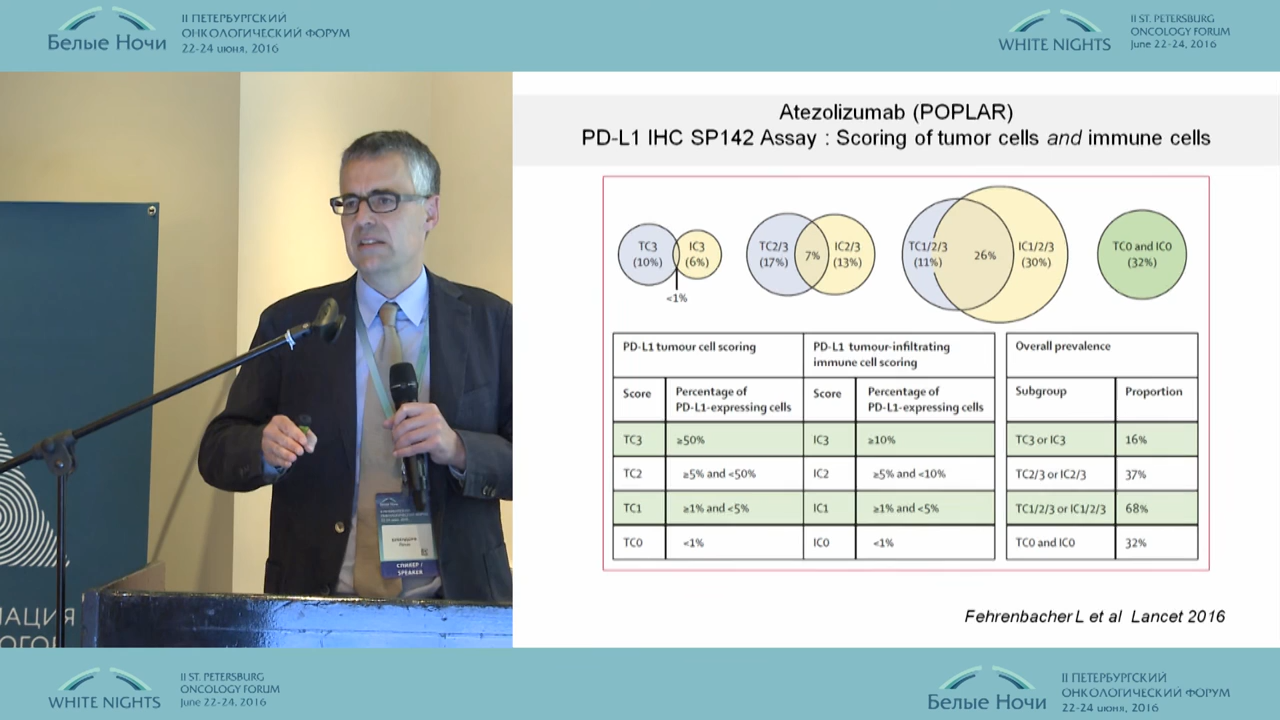 Белые Ночи
II ПЕТЕРБУРГСКИЙ
ОНКОЛОГИЧЕСКИЙ ФОРУМ
22-24 июня, 2016
WHITE NIGHTS
II ST. PETERSBURG
ONCOLOGY FORUM
June 22-24, 2016
Atezolizumab (POPLAR)
PD-L1 IHC SP142 Assay : Scoring of tumor cells and immune cells
TC3
(10%)
IC3
(6%)
<1%
TC2/3
(17%)
7%
IC2/3
(13%)
TC1/2/3
(11%)
26%
IC1/2/3
(30%)
TC0 and IC0
(32%)
PD-L1 tumour cell scoring
PD-L1 tumour-infiltrating
immune cell scoring
Overall prevalence
Score
Percentage of
PD-L1-expressing cells
Score
Percentage of
PD-L1-expressing cells
Subgroup
Proportion
TC3 ≥50% IC3 ≥10% TC3 or IC3 16%
TC2 ≥5% and <50% IC2 ≥5% and <10% TC2/3 or IC2/3 37%
TC1 ≥1% and <5% IC1 ≥1% and <5% TC1/2/3 or IC1/2/3 68%
TC0 <1% IC0 <1% TC0 and IC0 32%
Fehrenbacher L et al Lancet 2016
СПИКЕР /
SPEAKER
WHITE NIGHTS
II ST. PETERSBURG
ONCOLOGY FORUM
June 22-24, 2016
Белые Ночи
II ПЕТЕРБУРГСКИЙ
ОНКОЛОГИЧЕСКИЙ ФОРУМ
22-24 июня, 2016